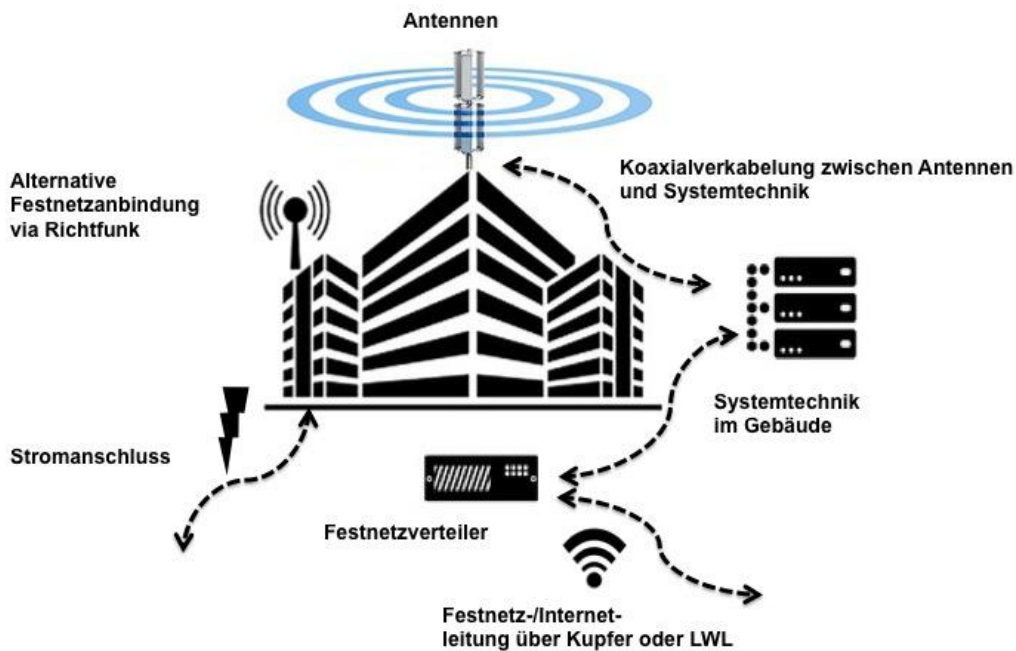 Antennen
Koaxialverkabelung zwischen Antennen
und Systemtechnik
Alternative
Festnetzanbindung
via Richtfunk
Systemtechnik
im Gebäude
Stromanschluss
Festnetzverteiler
Festnetz-/Internet-
leitung über Kupfer oder LWL